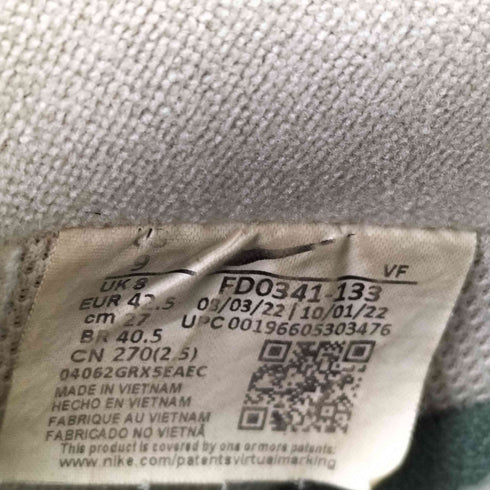 US
9
VF
UK 8
FD0341-133
EUR 42.5
08/03/22 | 10/01/22
cm 27
UPC 00196605303476
BR 40.5
CN 270(2.5)
04062GRX5EAEC
MADE IN VIETNAM
HECHO EN VIETNAM
FABRIQUE AU VIETNAM
FABRICADO NO VIETNÃ
This product is covered by one or more patents.
www.nike.com/patentsvirtualmarking